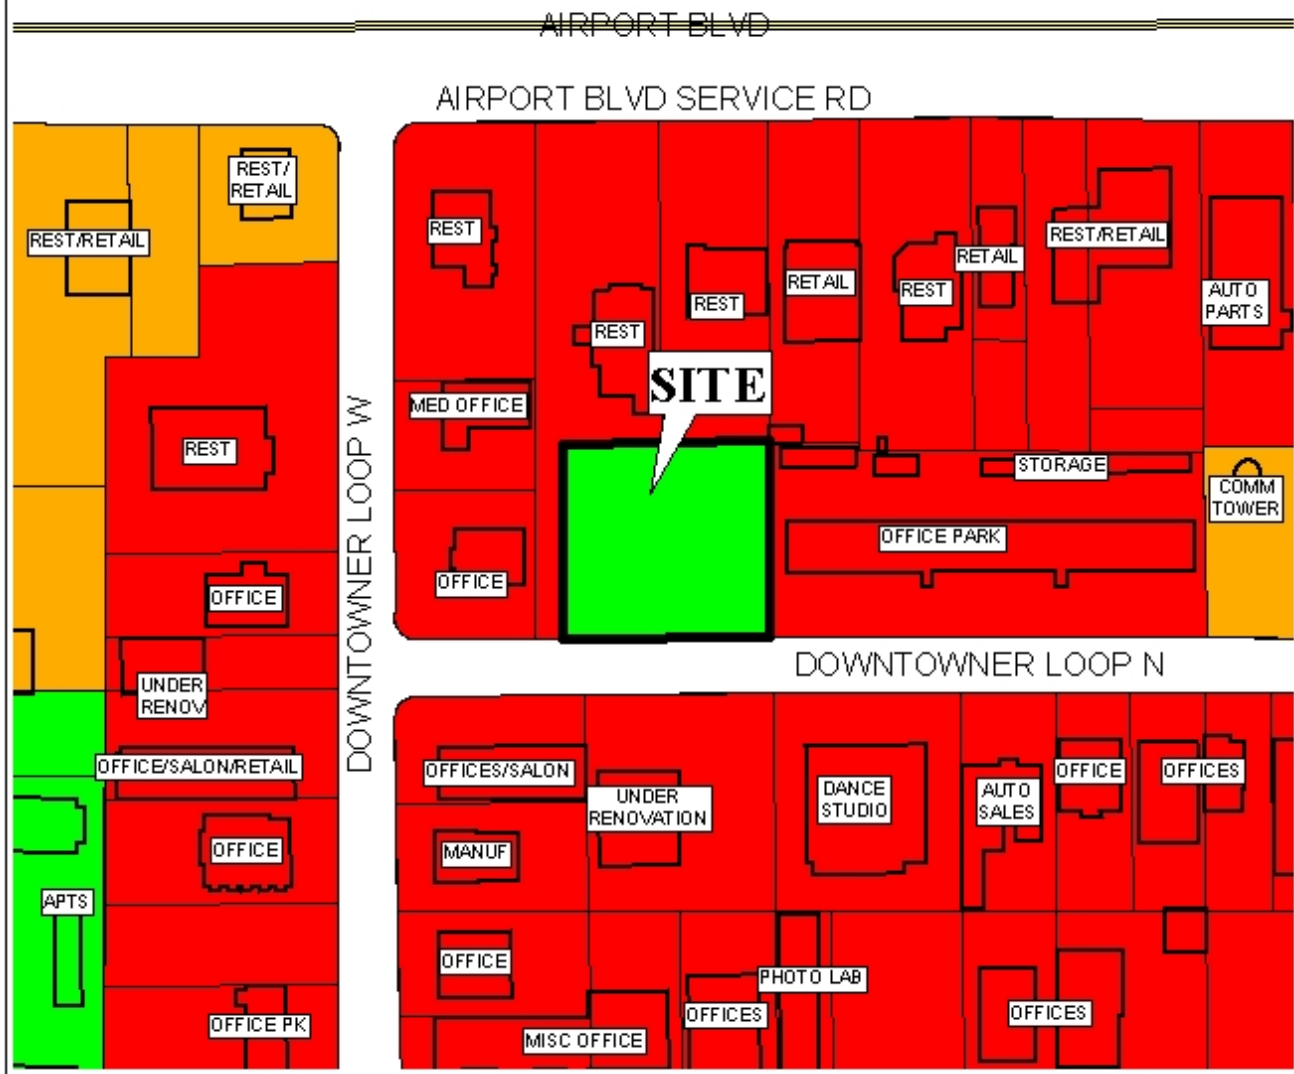 AIRPORT BLVD
AIRPORT BLVD SERVICE RD
REST/
RETAIL
REST/RETAIL
REST
REST
REST
RETAIL
REST
RETAIL
REST/RETAIL
AUTO
PARTS
SITE
MED OFFICE
REST
DOWNTOWNER LOOP W
STORAGE
COMM
TOWER
OFFICE PARK
OFFICE
OFFICE
DOWNTOWNER LOOP N
UNDER
RENOV
OFFICE/SALON/RETAIL
OFFICES/SALON
UNDER
RENOVATION
DANCE
STUDIO
AUTO
SALES
OFFICE
OFFICES
OFFICE
MANUF
APTS
OFFICE
PHOTO LAB
OFFICE PK
MISC OFFICE
OFFICES
OFFICES